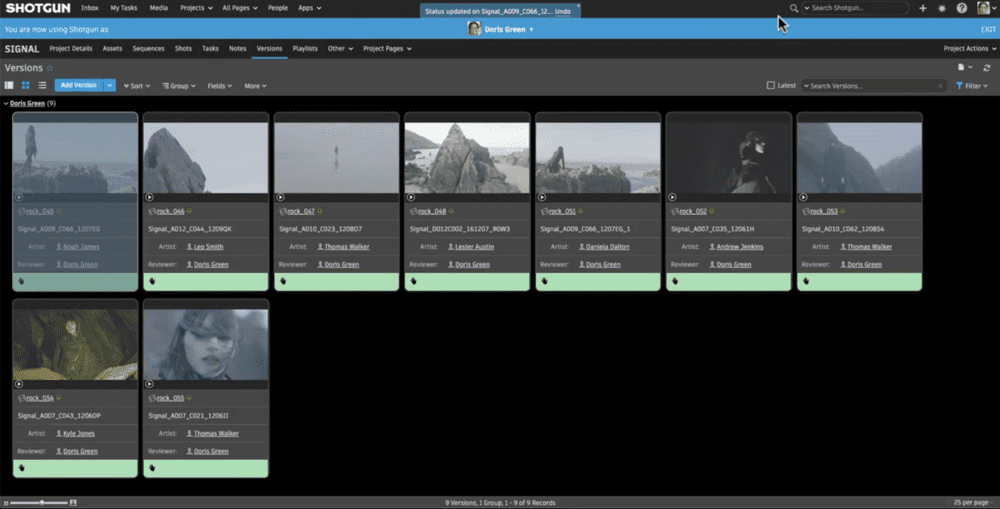 SHOTGUN Inbox My Tasks Media Projects All Pages People Apps
Status updated on Signal_A009_C066_12... Undo
Search Shotgun...
You are now using Shotgun as: Doris Green EXIT
SIGNAL Project Details Assets Sequences Shots Tasks Notes Versions Playlists Other Project Pages Project Actions
Versions
Add Version Sort Group Fields More Latest Search Versions... Filter
Doris Green (9)
rock_045 rock_046 rock_047 rock_048 rock_051 rock_052 rock_053
Signal_A009_C066_1207EG Signal_A012_C044_1209QK Signal_A010_C023_1208O7 Signal_D012C002_161207_R0W3 Signal_A009_C066_1207EG_1 Signal_A007_C035_12061H Signal_A010_C062_1208S4
Artist: Noah James Artist: Leo Smith Artist: Thomas Walker Artist: Lester Austin Artist: Daniela Dalton Artist: Andrew Jenkins Artist: Thomas Walker
Reviewer: Doris Green Reviewer: Doris Green Reviewer: Doris Green Reviewer: Doris Green Reviewer: Doris Green Reviewer: Doris Green Reviewer: Doris Green
rock_054 rock_055
Signal_A007_C043_1206OP Signal_A007_C021_1206JJ
Artist: Kyle Jones Artist: Thomas Walker
Reviewer: Doris Green Reviewer: Doris Green
9 Versions, 1 Group, 1 - 9 of 9 Records 25 per page